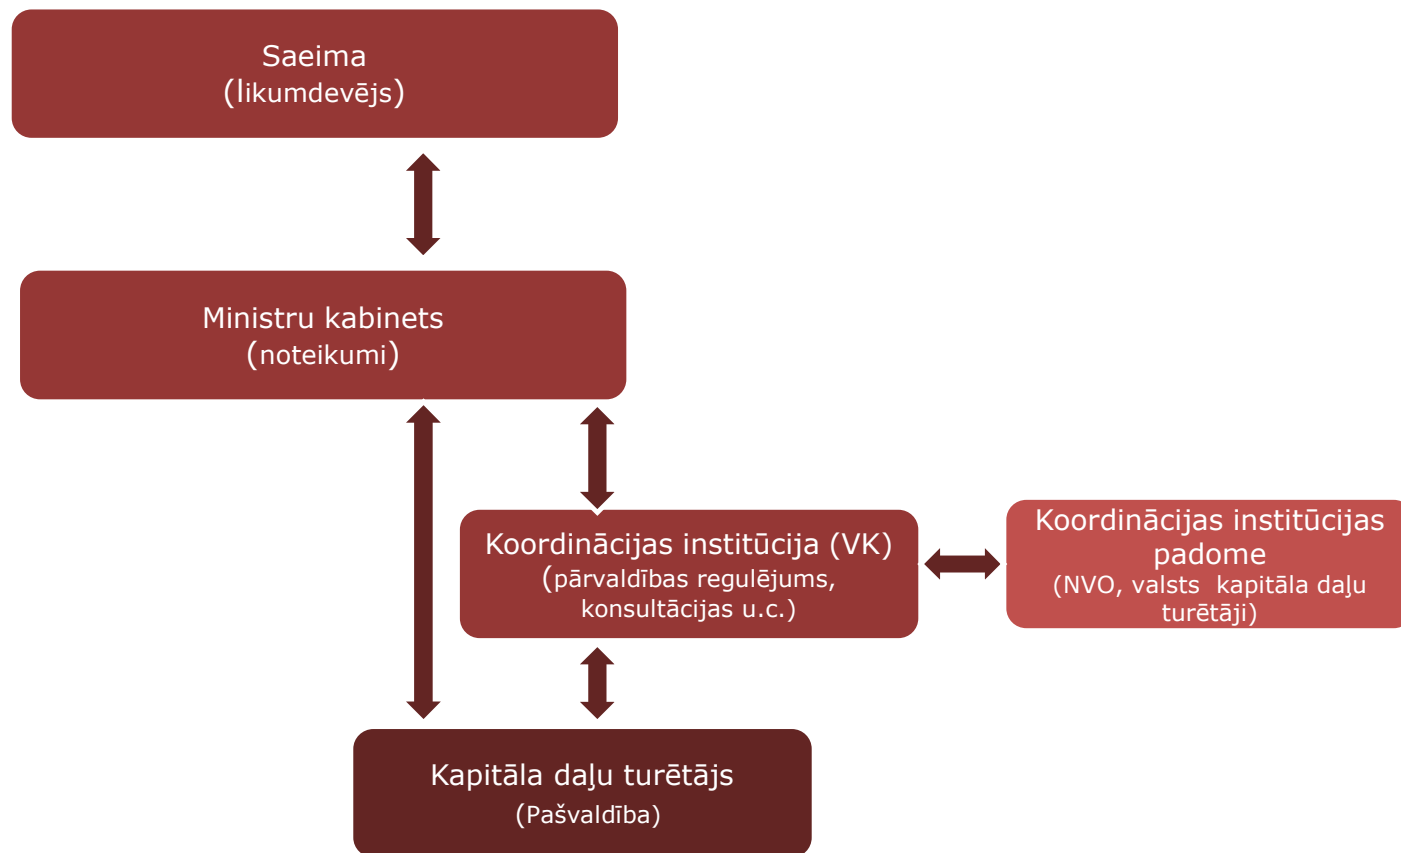 Saeima
(likumdevējs)
Ministru kabinets
(noteikumi)
Koordinācijas institūcija (VK)
(pārvaldības regulējums,
konsultācijas u.c.)
Koordinācijas institūcijas
padome
(NVO, valsts  kapitāla daļu
turētāji)
Kapitāla daļu turētājs
(Pašvaldība)